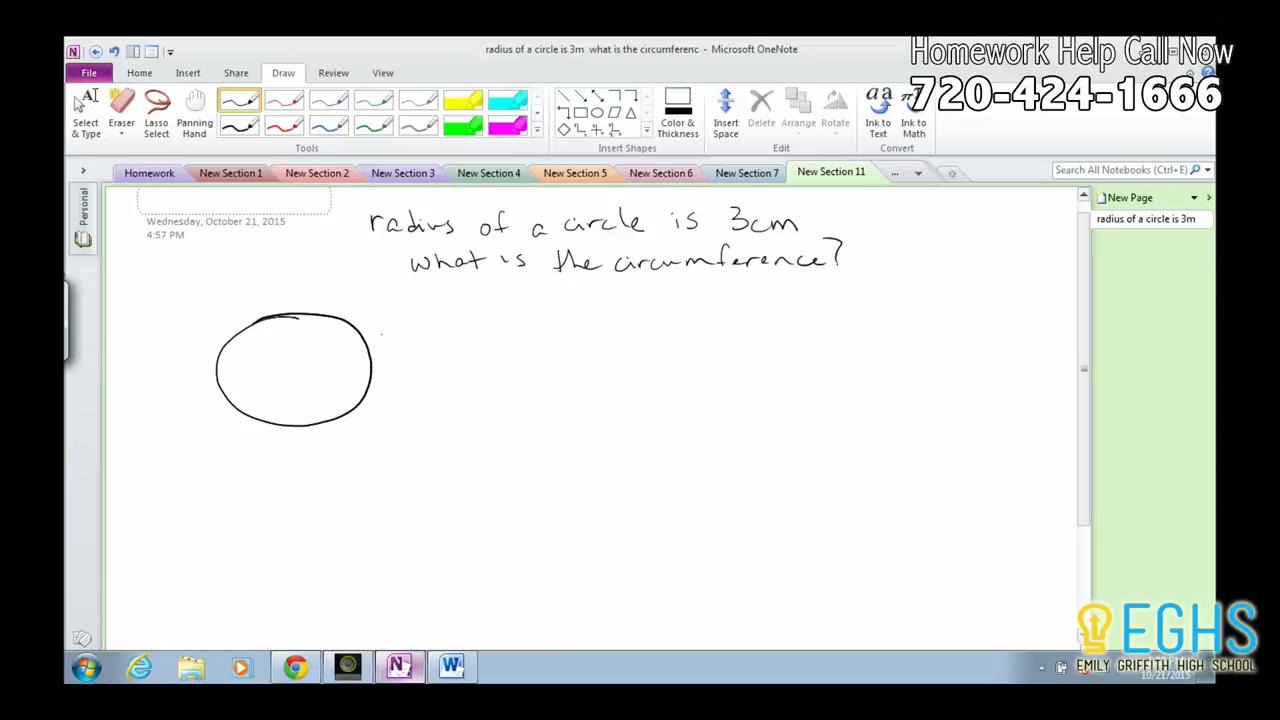 radius of a circle is 3m what is the circumferenc - Microsoft OneNote
Homework Help Call-Now
720-424-1666
File Home Insert Share Draw Review View
Select & Type
Eraser
Lasso Select
Panning Hand
Color & Thickness
Insert Space
Delete
Arrange
Rotate
Ink to Text
Ink to Math
Tools
Insert Shapes
Edit
Convert
Homework New Section 1 New Section 2 New Section 3 New Section 4 New Section 5 New Section 6 New Section 7 New Section 11 ...
Search All Notebooks (Ctrl+E)
Personal
New Page
radius of a circle is 3m
Wednesday, October 21, 2015
4:57 PM
radius of a circle is 3cm
what is the circumference?
EGHS
EMILY GRIFFITH HIGH SCHOOL
10/21/2015